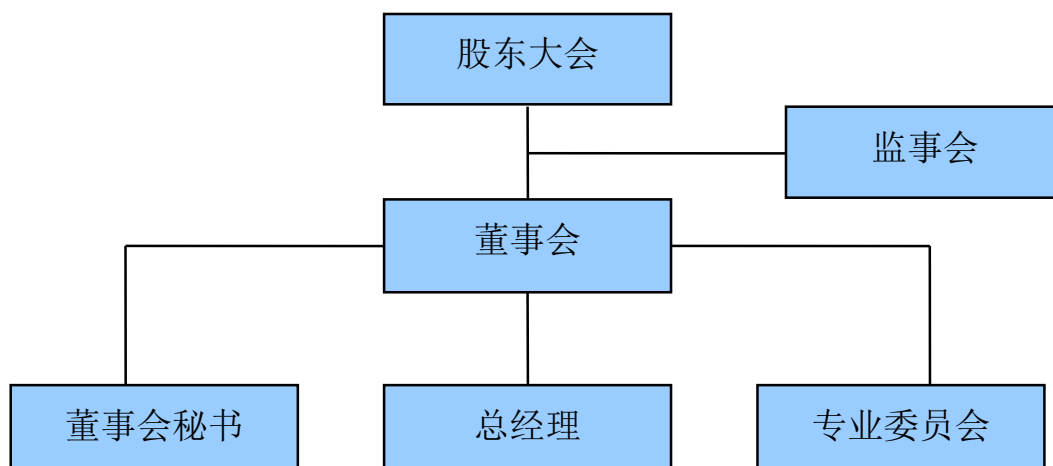 股东大会
监事会
董事会
董事会秘书
总经理
专业委员会